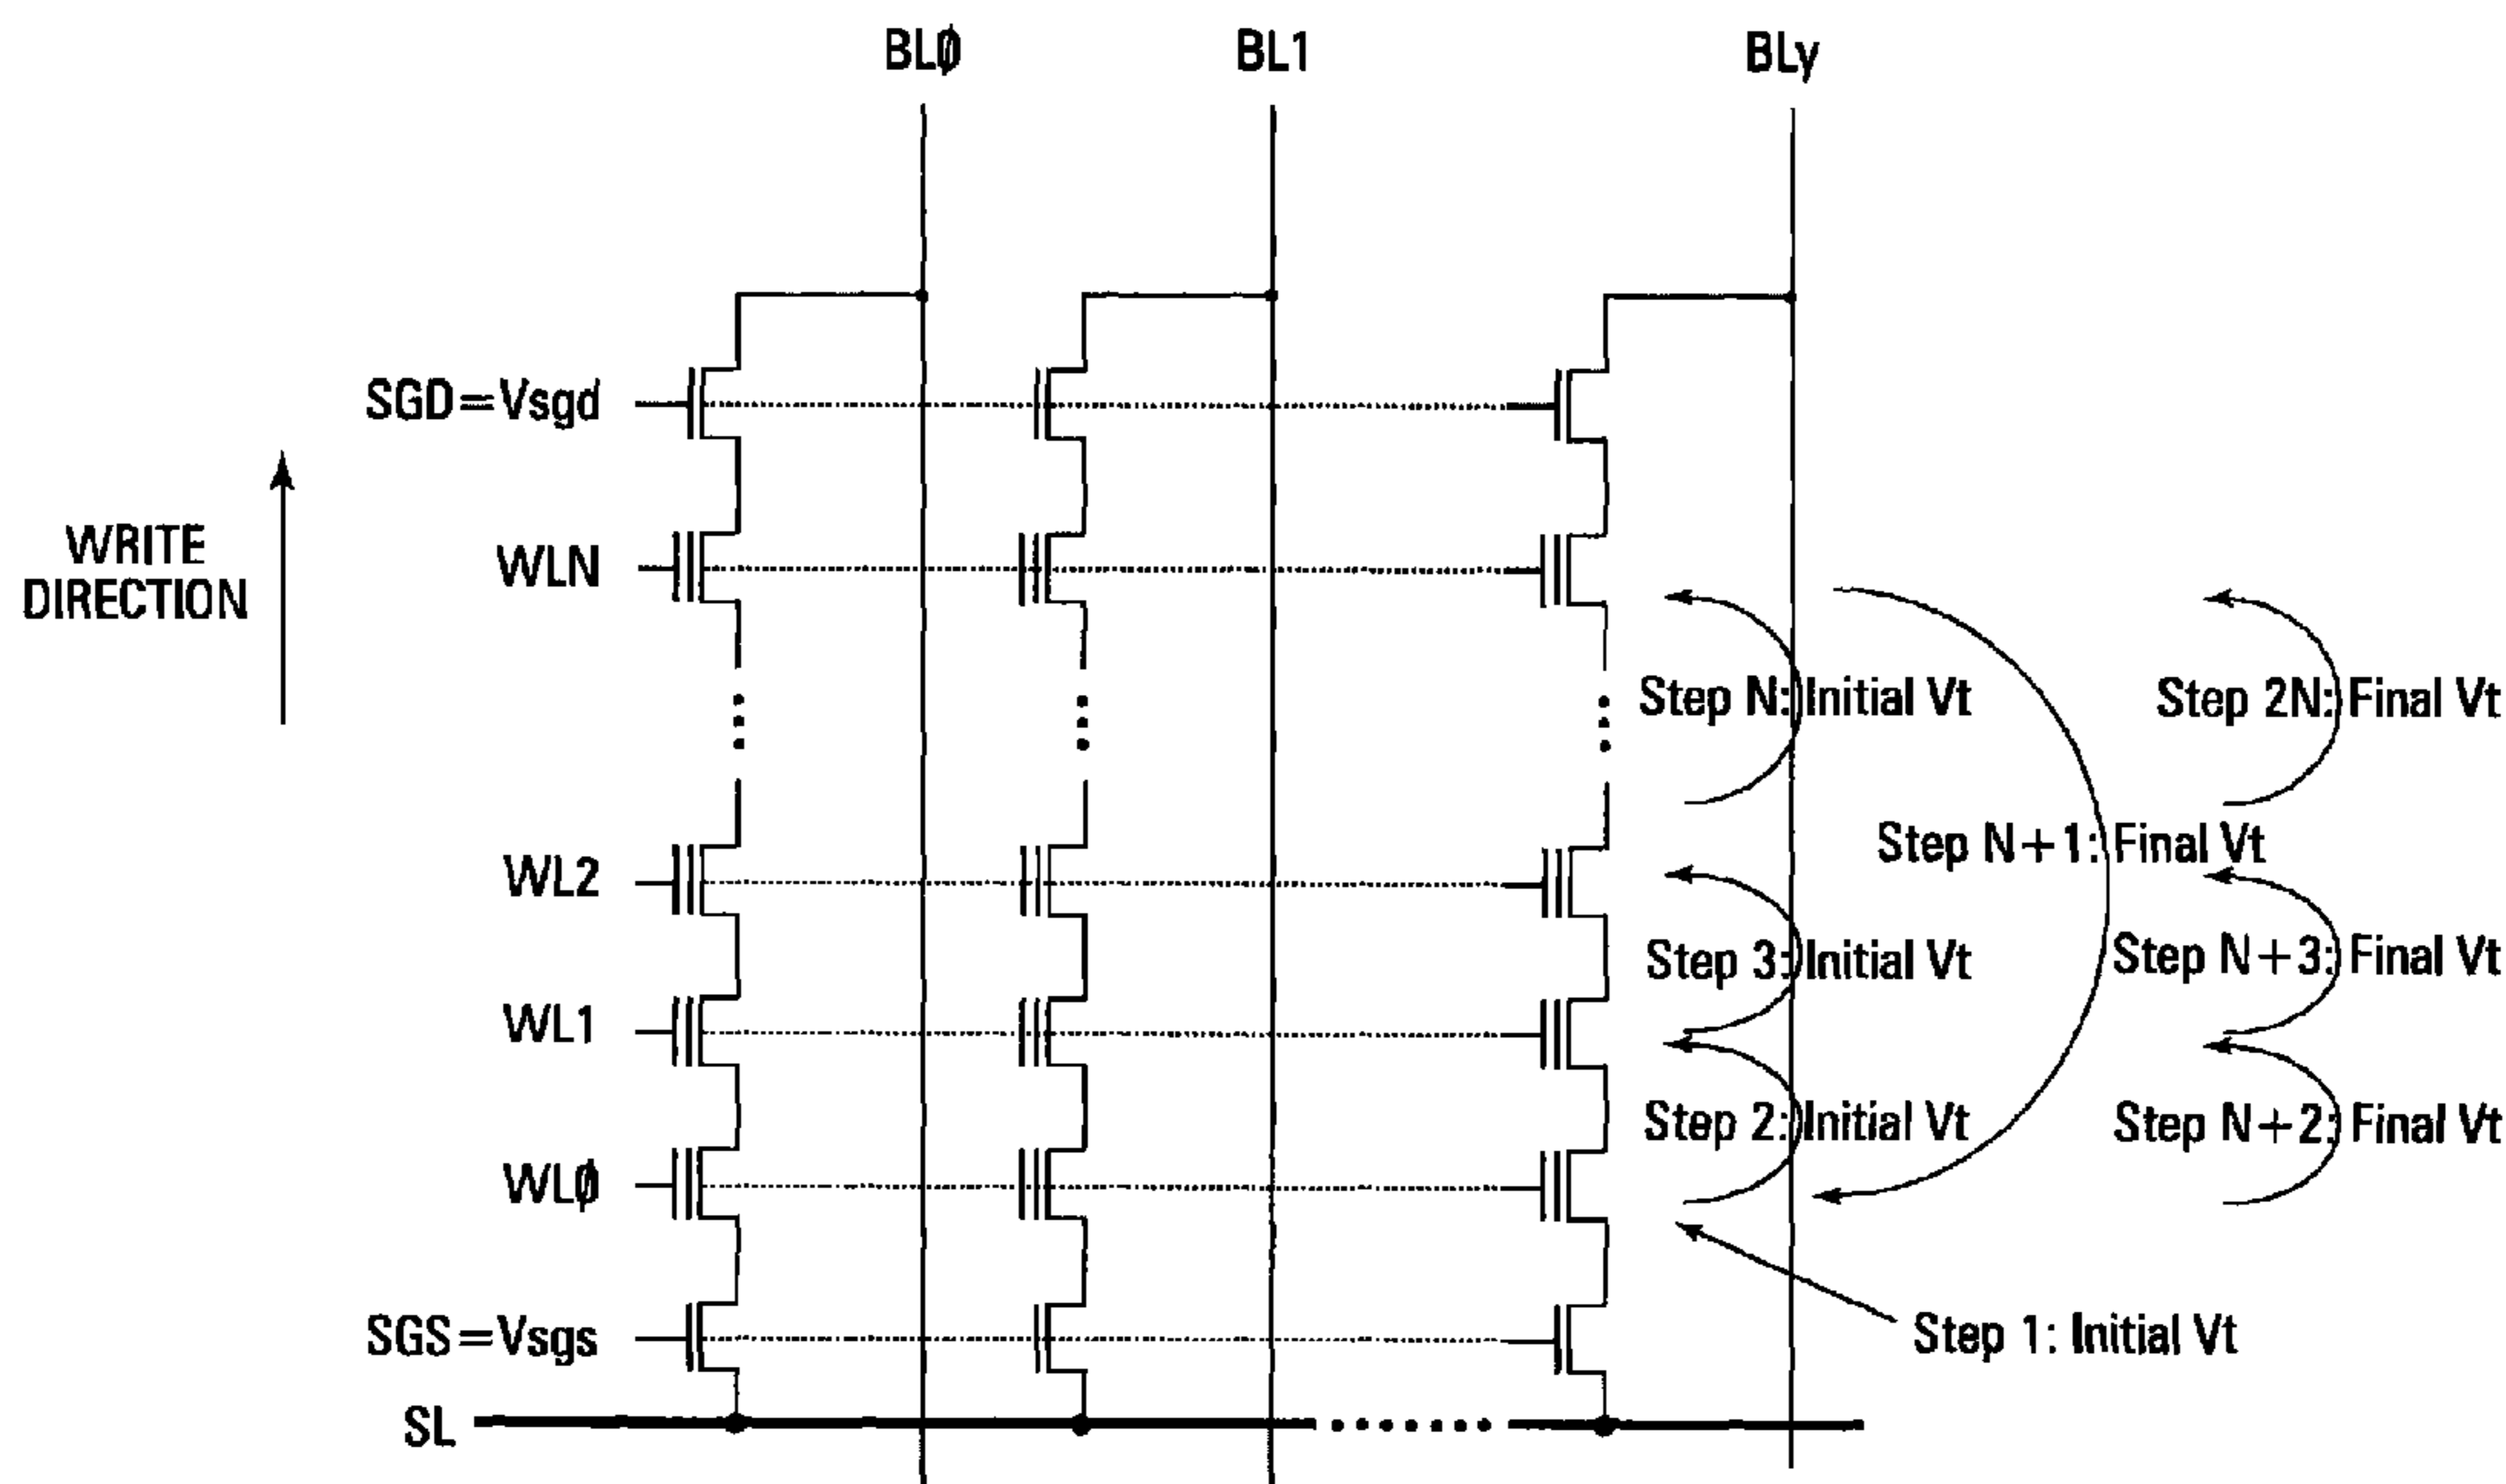 BLØ
BL1
BLy
SGD=Vsgd
WRITE
DIRECTION
WLN
Step N: Initial Vt
Step 2N: Final Vt
Step N+1: Final Vt
WL2
Step 3: Initial Vt
Step N+3: Final Vt
WL1
Step 2: Initial Vt
Step N+2: Final Vt
WLØ
SGS=Vsgs
Step 1: Initial Vt
SL